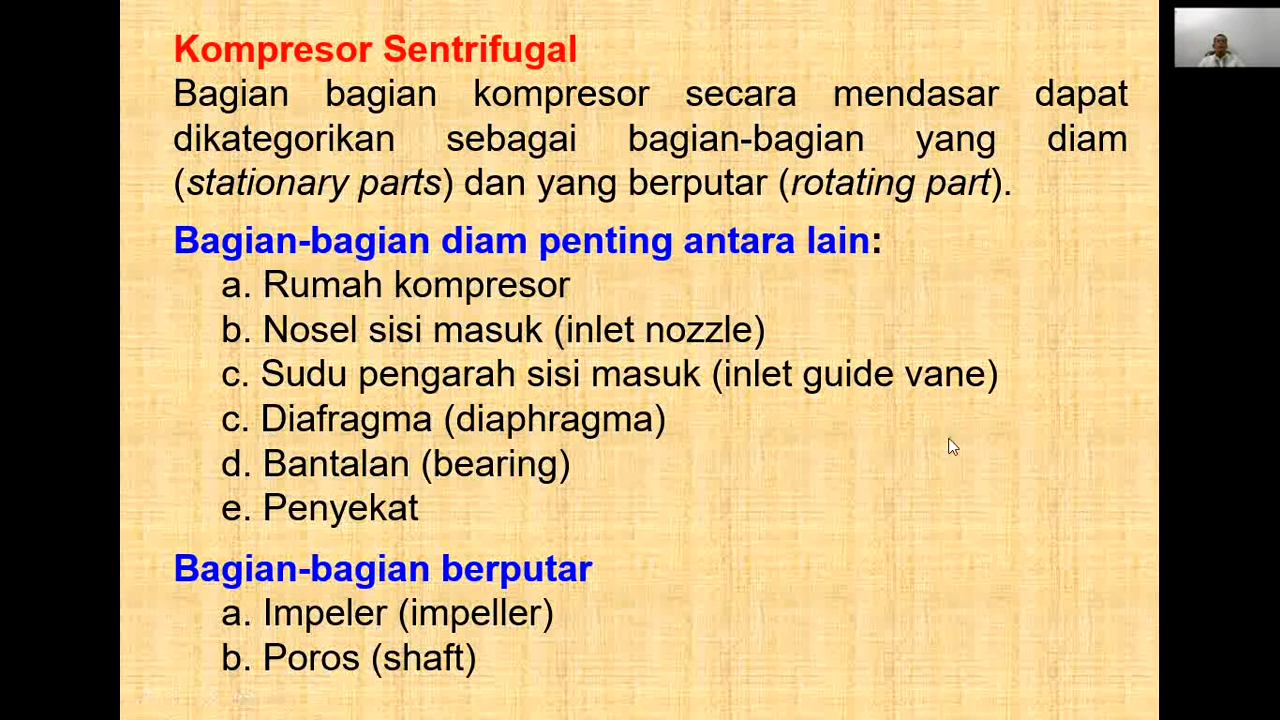 Kompresor Sentrifugal
Bagian bagian kompresor secara mendasar dapat
dikategorikan sebagai bagian-bagian yang diam
(stationary parts) dan yang berputar (rotating part).
Bagian-bagian diam penting antara lain:
a. Rumah kompresor
b. Nosel sisi masuk (inlet nozzle)
c. Sudu pengarah sisi masuk (inlet guide vane)
c. Diafragma (diaphragma)
d. Bantalan (bearing)
e. Penyekat
Bagian-bagian berputar
a. Impeler (impeller)
b. Poros (shaft)